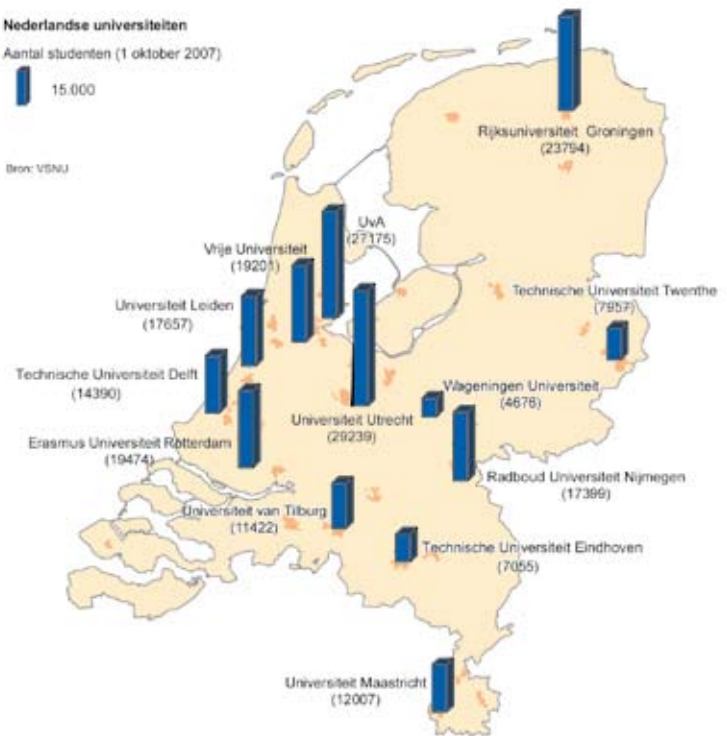 Nederlandse universiteiten
Aantal studenten (1 oktober 2007)
15.000
Bron: VSNU
Rijksuniversiteit Groningen
(23794)
UvA
(27175)
Vrije Universiteit
(19201)
Technische Universiteit Twenthe
(7957)
Universiteit Leiden
(17657)
Technische Universiteit Delft
(14390)
Wageningen Universiteit
(4676)
Universiteit Utrecht
(29239)
Erasmus Universiteit Rotterdam
(19474)
Radboud Universiteit Nijmegen
(17399)
Universiteit van Tilburg
(11422)
Technische Universiteit Eindhoven
(7055)
Universiteit Maastricht
(12007)